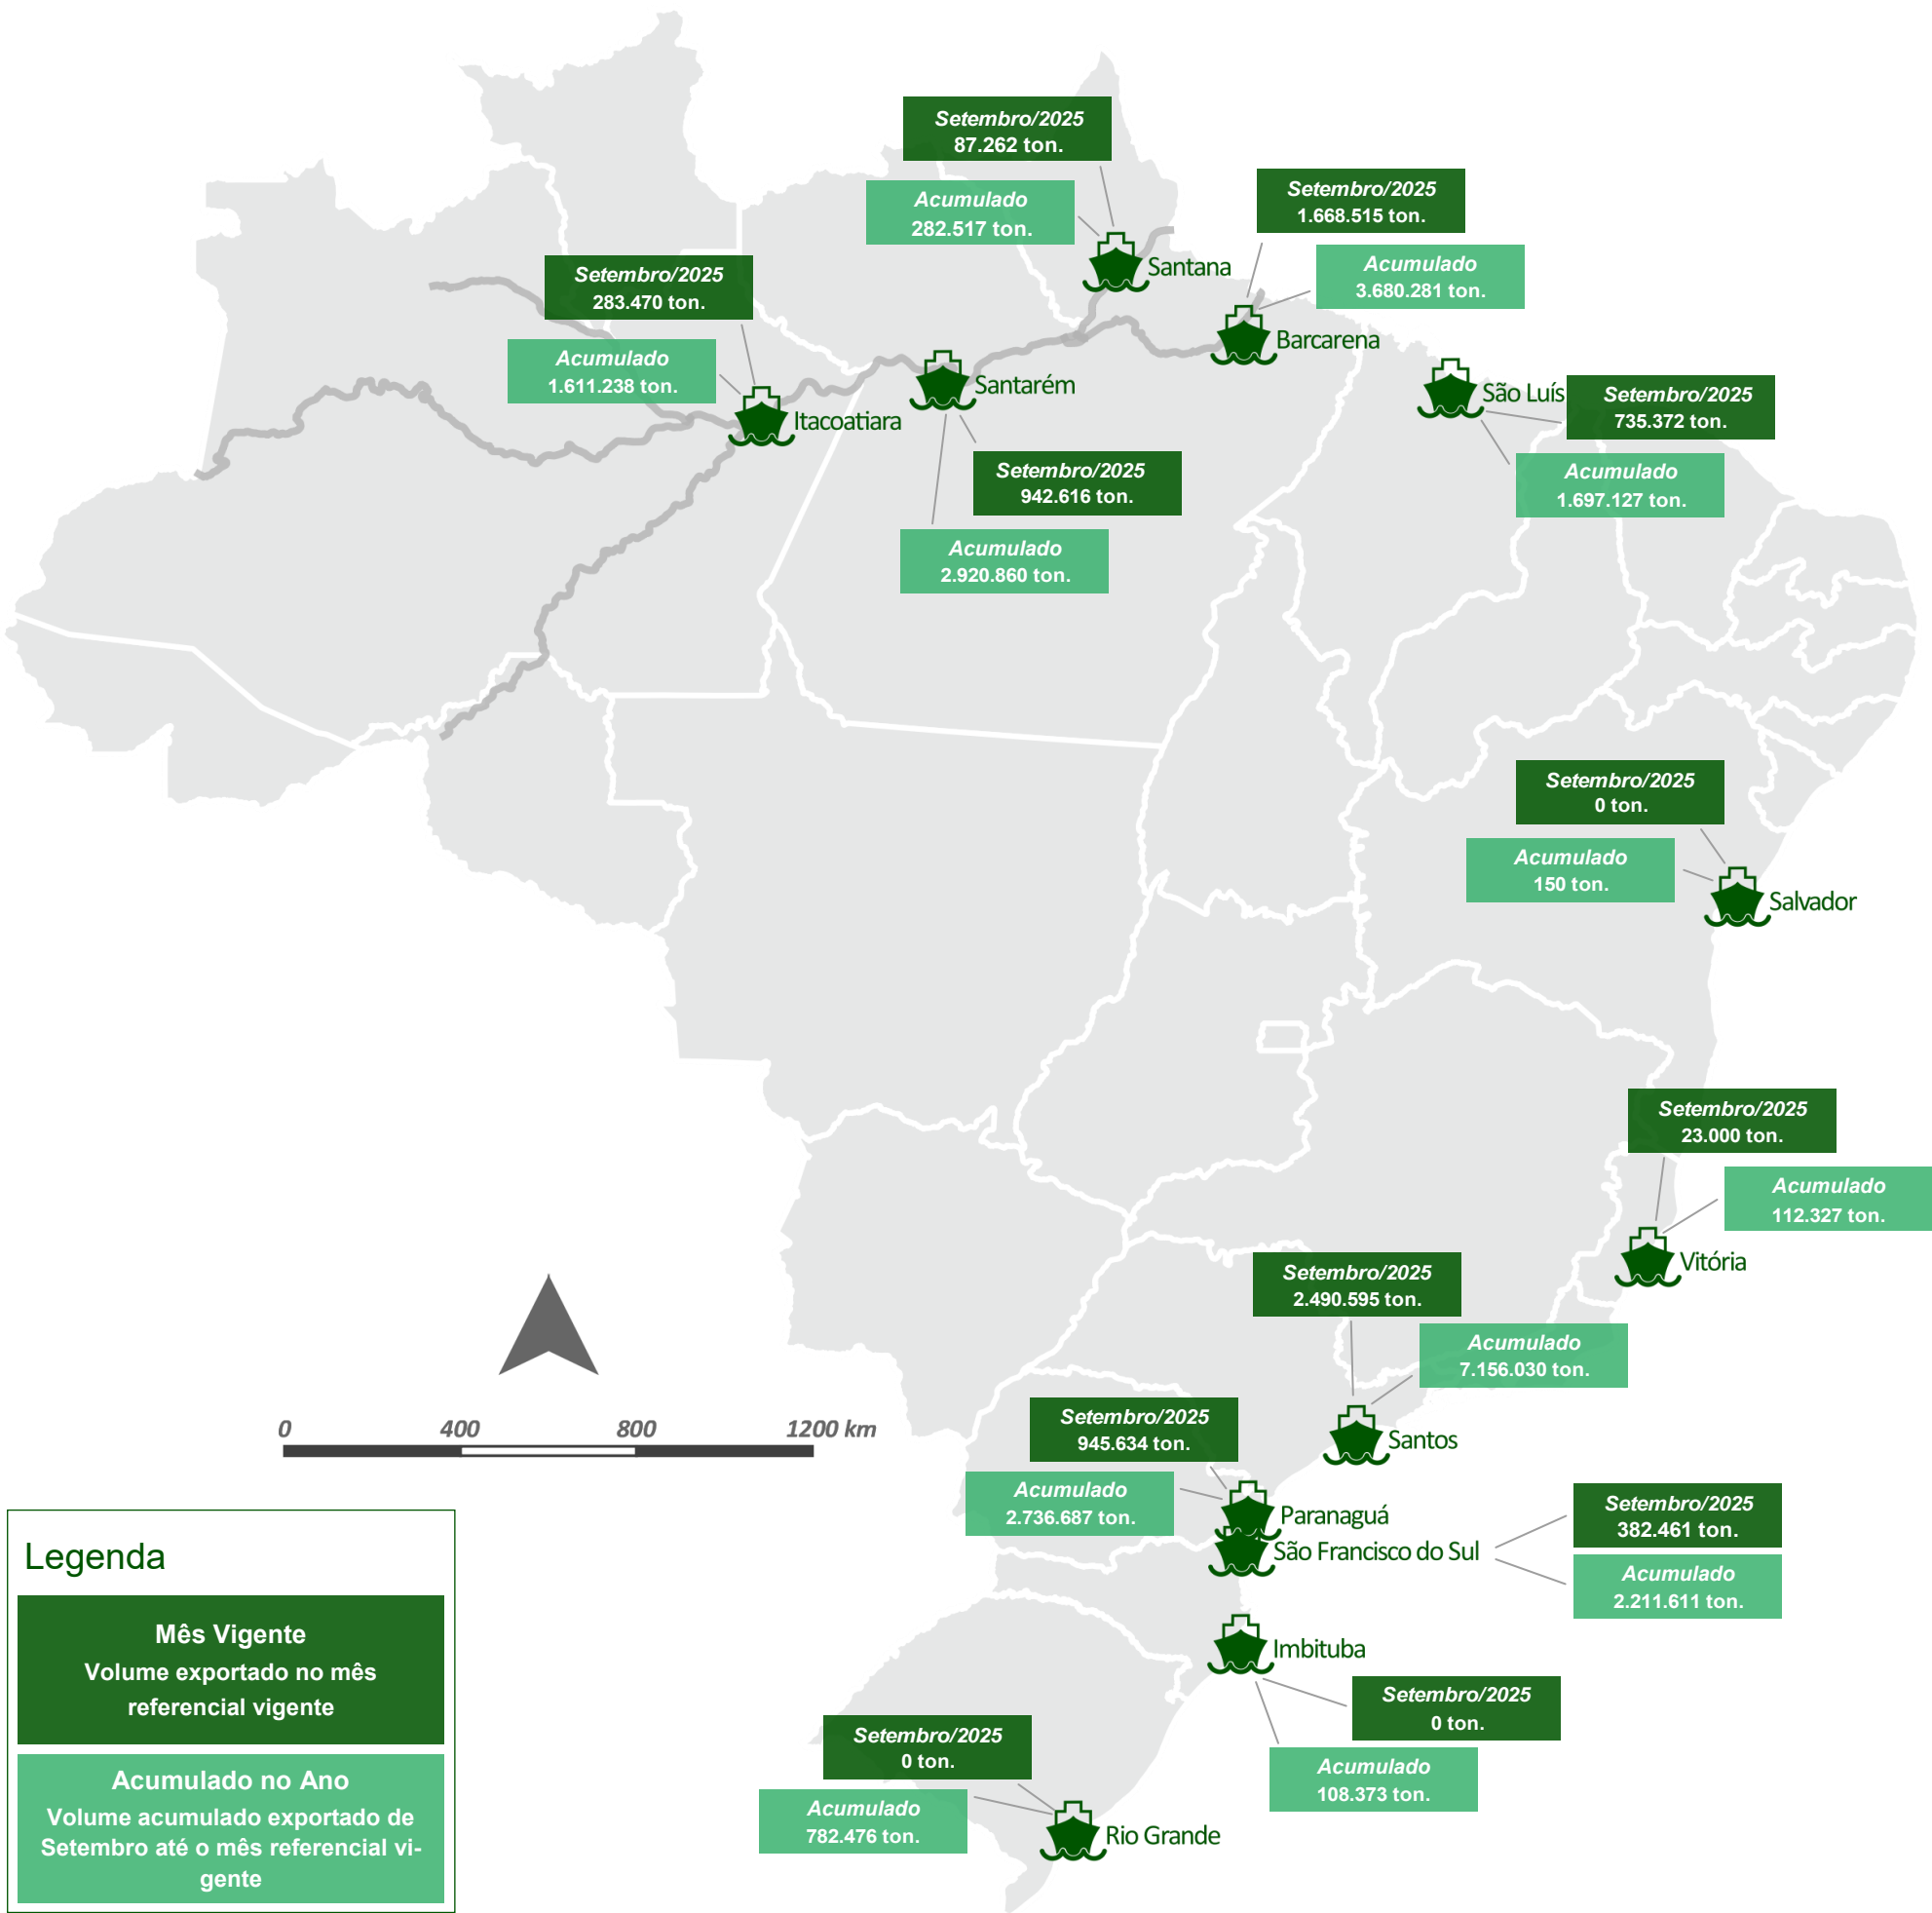 Setembro/2025
87.262 ton.
Acumulado
282.517 ton.
Santana
Setembro/2025
1.668.515 ton.
Acumulado
3.680.281 ton.
Barcarena
Setembro/2025
283.470 ton.
Acumulado
1.611.238 ton.
Itacoatiara
Santarém
Setembro/2025
942.616 ton.
Acumulado
2.920.860 ton.
São Luís
Setembro/2025
735.372 ton.
Acumulado
1.697.127 ton.
Setembro/2025
0 ton.
Acumulado
150 ton.
Salvador
Setembro/2025
23.000 ton.
Acumulado
112.327 ton.
Vitória
Setembro/2025
2.490.595 ton.
Acumulado
7.156.030 ton.
Santos
Setembro/2025
945.634 ton.
Acumulado
2.736.687 ton.
Paranaguá
São Francisco do Sul
Setembro/2025
382.461 ton.
Acumulado
2.211.611 ton.
Imbituba
Setembro/2025
0 ton.
Acumulado
108.373 ton.
Setembro/2025
0 ton.
Acumulado
782.476 ton.
Rio Grande
0 400 800 1200 km
Legenda
Mês Vigente
Volume exportado no mês
referencial vigente
Acumulado no Ano
Volume acumulado exportado de
Setembro até o mês referencial vi-
gente